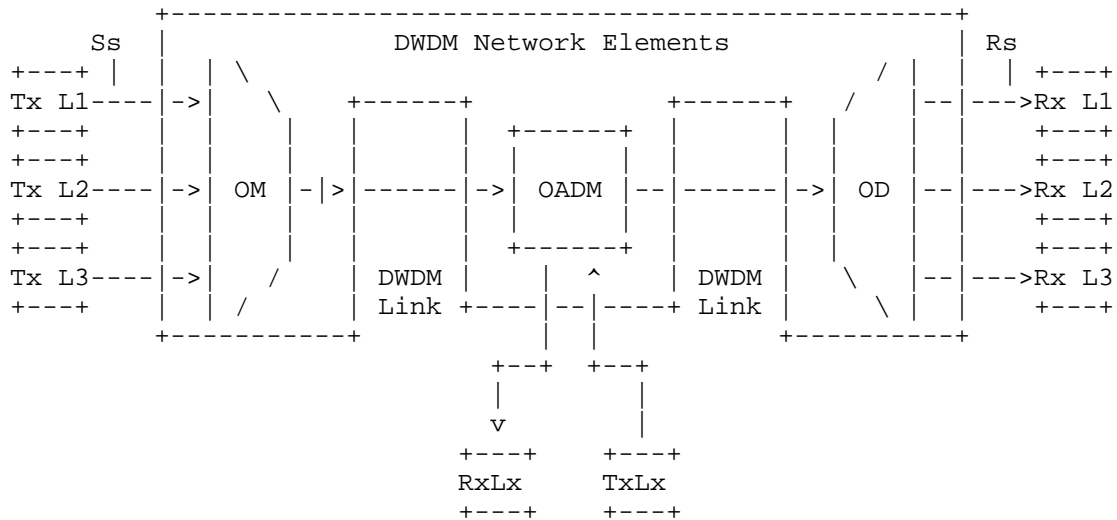 Ss DWDM Network Elements Rs
Tx L1 Rx L1
Tx L2 OM OADM OD Rx L2
Tx L3 DWDM DWDM Rx L3
Link Link
v
RxLx TxLx